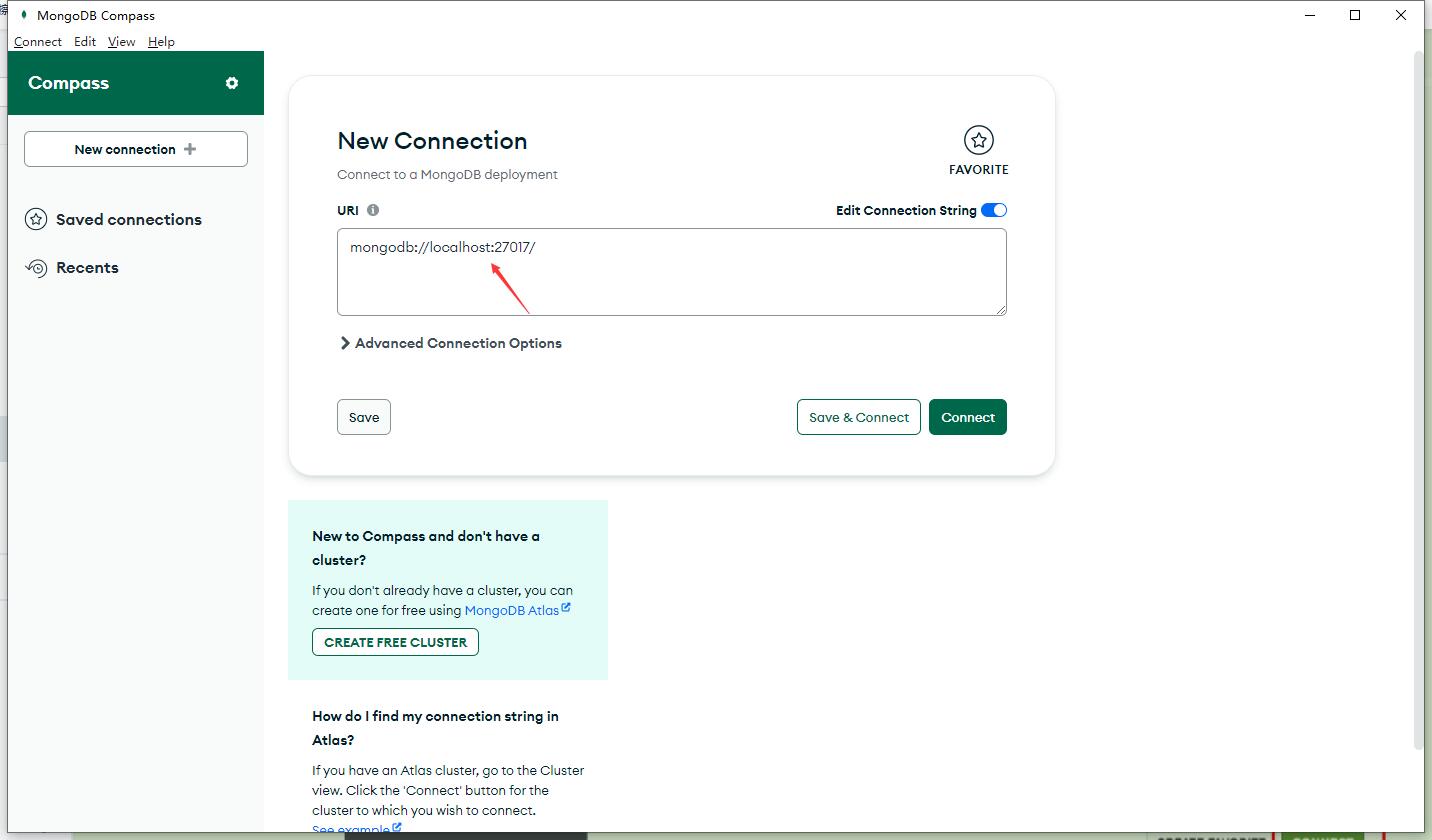 MongoDB Compass
Connect Edit View Help
Compass
New connection
Saved connections
Recents
New Connection
Connect to a MongoDB deployment
FAVORITE
URI
Edit Connection String
mongodb://localhost:27017/
Advanced Connection Options
Save
Save & Connect
Connect
New to Compass and don't have a
cluster?
If you don't already have a cluster, you can
create one for free using MongoDB Atlas
CREATE FREE CLUSTER
How do I find my connection string in
Atlas?
If you have an Atlas cluster, go to the Cluster
view. Click the 'Connect' button for the
cluster to which you wish to connect.
See example